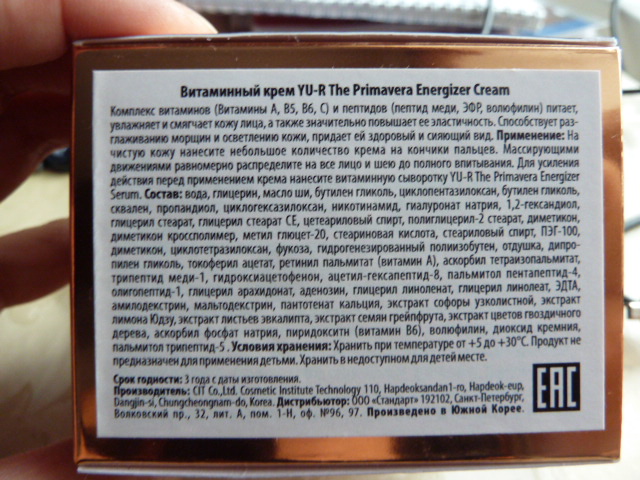 Витаминный крем YU-R The Primavera Energizer Cream
Комплекс витаминов (Витамины А, В5, В6, С) и пептидов (пептид меди, ЭФР, волюфилин) питает,
увлажняет и смягчает кожу лица, а также значительно повышает ее эластичность. Способствует раз-
глаживанию морщин и осветлению кожи, придает ей здоровый и сияющий вид. Применение: На
чистую кожу нанесите небольшое количество крема на кончики пальцев. Массирующими
движениями равномерно распределите на все лицо и шею до полного впитывания. Для усиления
действия перед применением крема нанесите витаминную сыворотку YU-R The Primavera Energizer
Serum. Состав: вода, глицерин, масло ши, бутилен гликоль, циклопентазилоксан, бутилен гликоль,
сквален, пропандиол, циклогексазилоксан, никотинамид, гиалуронат натрия, 1,2-гександиол,
глицерил стеарат, глицерил стеарат СЕ, цетеариловый спирт, полиглицерил-2 стеарат, диметикон,
диметикон кроссполимер, метил глюцет-20, стеариновая кислота, стеариловый спирт, ПЭГ-100,
диметикон, циклотетразилоксан, фукоза, гидрогенезированный полиизобутен, отдушка, дипро-
пилен гликоль, токоферил ацетат, ретинил пальмитат (витамин А), аскорбил тетраизопальмитат,
трипептид меди-1, гидроксиацетофенон, ацетил-гексапептид-8, пальмитол пентапептид-4,
олигопептид-1, глицерил арахидонат, аденозин, глицерил линоленат, глицерил линолеат, ЭДТА,
амилодекстрин, мальтодекстрин, пантотенат кальция, экстракт софоры узколистной, экстракт
лимона Юдзу, экстракт листьев эвкалипта, экстракт семян грейпфрута, экстракт цветов гвоздичного
дерева, аскорбил фосфат натрия, пиридокситн (витамин В6), волюфилин, диоксид кремния,
пальмитол трипептид-5 . Условия хранения: Хранить при температуре от +5 до +30°С. Продукт не
предназначен для применения детьми. Хранить в недоступном для детей месте.
Срок годности: 3 года с даты изготовления.
Производитель: CIT Co.,Ltd. Cosmetic Institute Technology 110, Hapdeoksandan1-ro, Hapdeok-eup,
Dangjin-si, Chungcheongnam-do, Korea. Дистрибьютор: ООО «Стандарт» 192102, Санкт-Петербург,
Волковский пр., 32, лит. А, пом. 1-Н, оф. №96, 97. Произведено в Южной Корее.
EAC